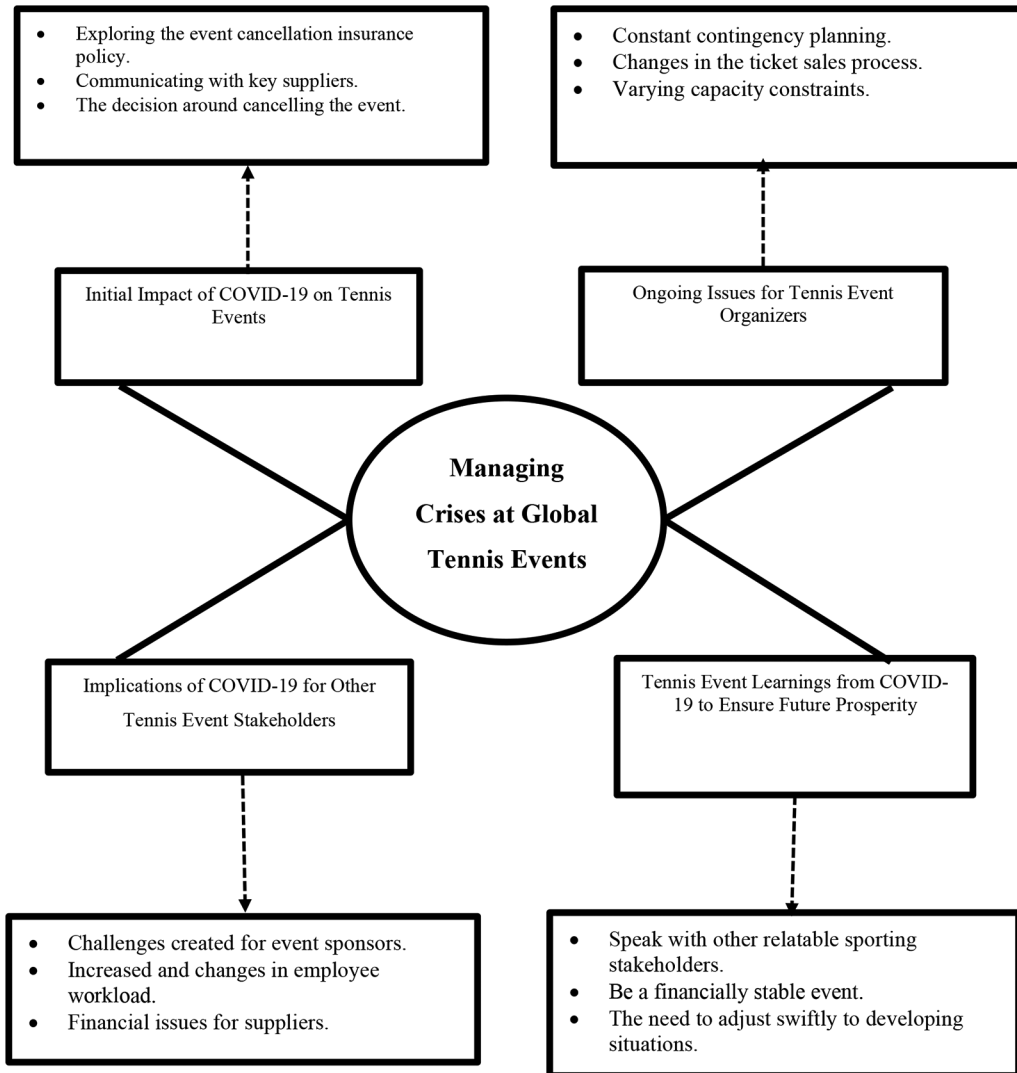 • Exploring the event cancellation insurance
policy.
• Communicating with key suppliers.
• The decision around cancelling the event.
• Constant contingency planning.
• Changes in the ticket sales process.
• Varying capacity constraints.
Initial Impact of COVID-19 on Tennis
Events
Ongoing Issues for Tennis Event
Organizers
Managing
Crises at Global
Tennis Events
Implications of COVID-19 for Other
Tennis Event Stakeholders
Tennis Event Learnings from COVID-
19 to Ensure Future Prosperity
• Challenges created for event sponsors.
• Increased and changes in employee
workload.
• Financial issues for suppliers.
• Speak with other relatable sporting
stakeholders.
• Be a financially stable event.
• The need to adjust swiftly to developing
situations.